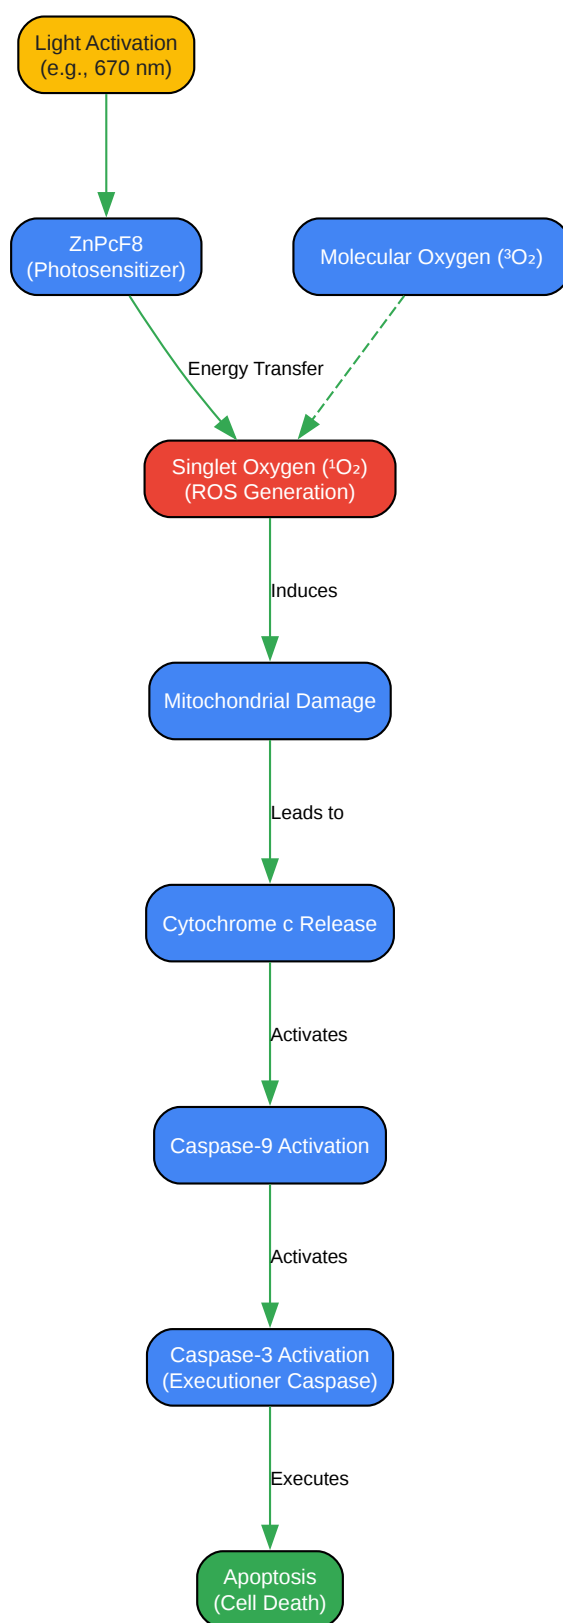 Light Activation
(e.g., 670 nm)
ZnPcF8
(Photosensitizer)
Molecular Oxygen (³O₂)
Energy Transfer
Singlet Oxygen (¹O₂)
(ROS Generation)
Induces
Mitochondrial Damage
Leads to
Cytochrome c Release
Activates
Caspase-9 Activation
Activates
Caspase-3 Activation
(Executioner Caspase)
Executes
Apoptosis
(Cell Death)